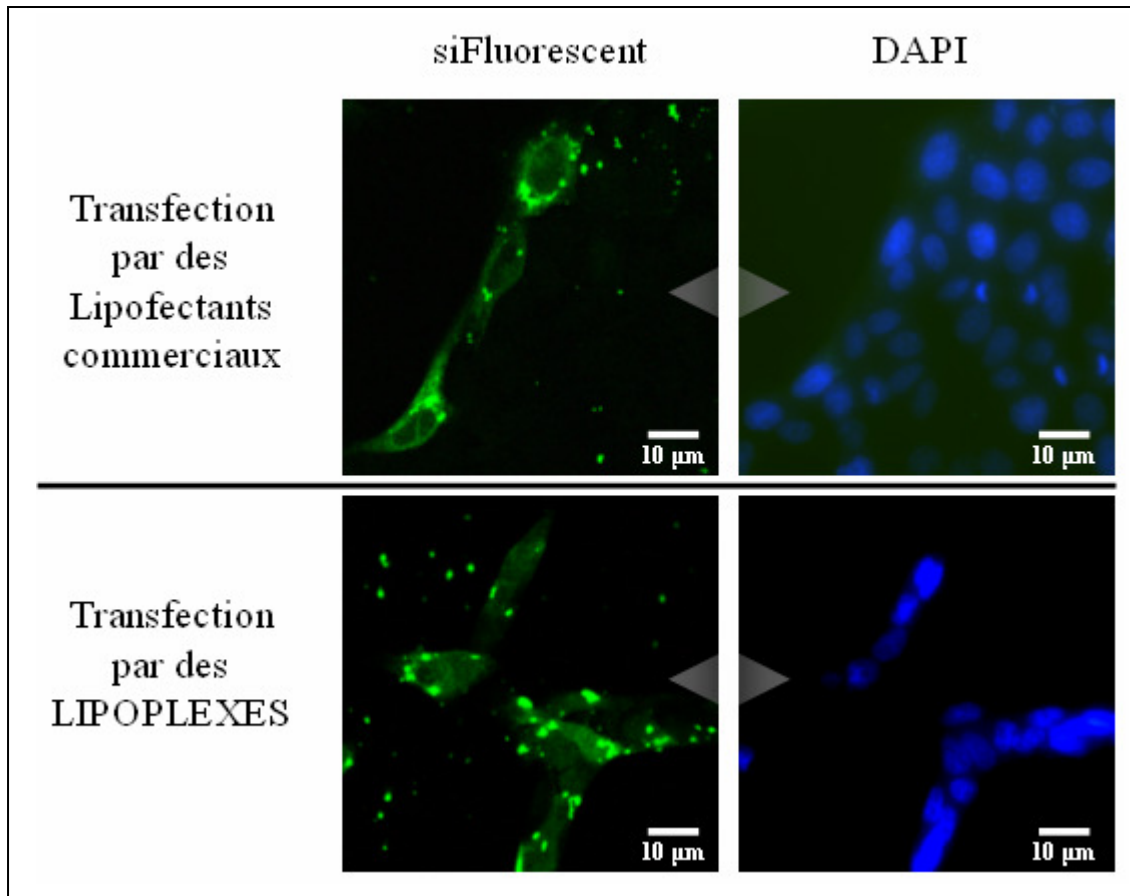 siFluorescent
DAPI
Transfection
par des
Lipofectants
commerciaux
10 µm
10 µm
Transfection
par des
LIPOPLEXES
10 µm
10 µm